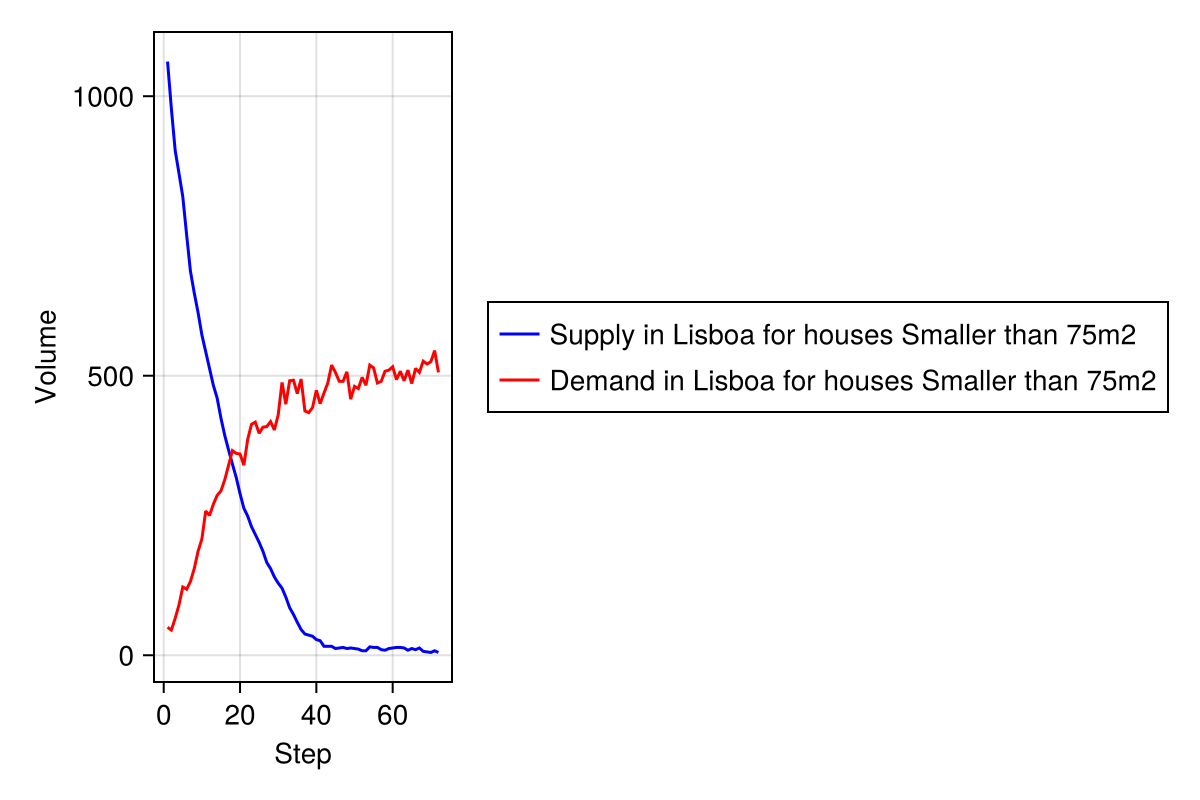 1000
500
0
Volume
0 20 40 60
Step
Supply in Lisboa for houses Smaller than 75m2
Demand in Lisboa for houses Smaller than 75m2